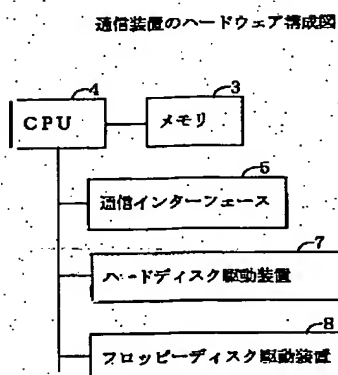 通信装置のハードウェア構成図
4
3
CPU
メモリ
5
通信インターフェース
7
ハードディスク駆動装置
8
フロッピーディスク駆動装置